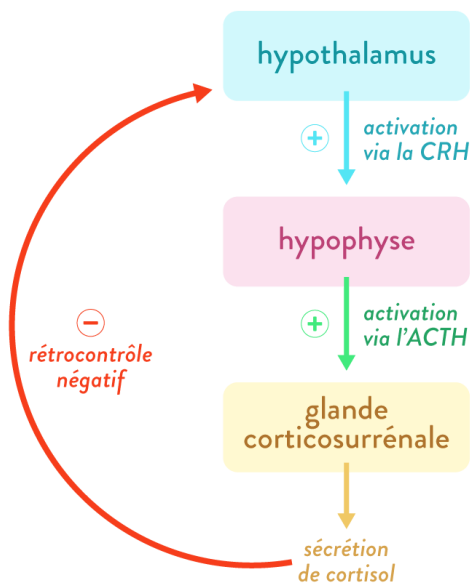 hypothalamus
+
activation
via la CRH
hypophyse
+
activation
via l'ACTH
−
rétrocontrôle
négatif
glande
corticosurrénale
sécrétion
de cortisol